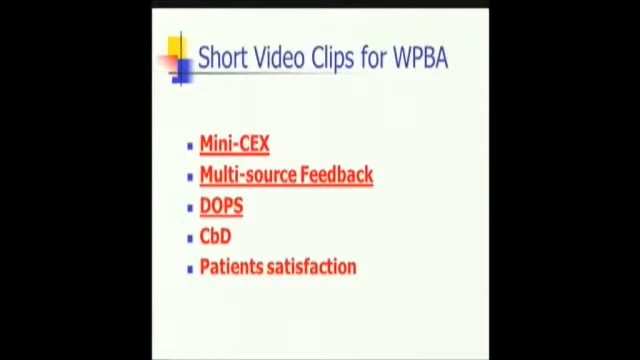 Short Video Clips for WPBA
Mini-CEX
Multi-source Feedback
DOPS
CbD
Patients satisfaction